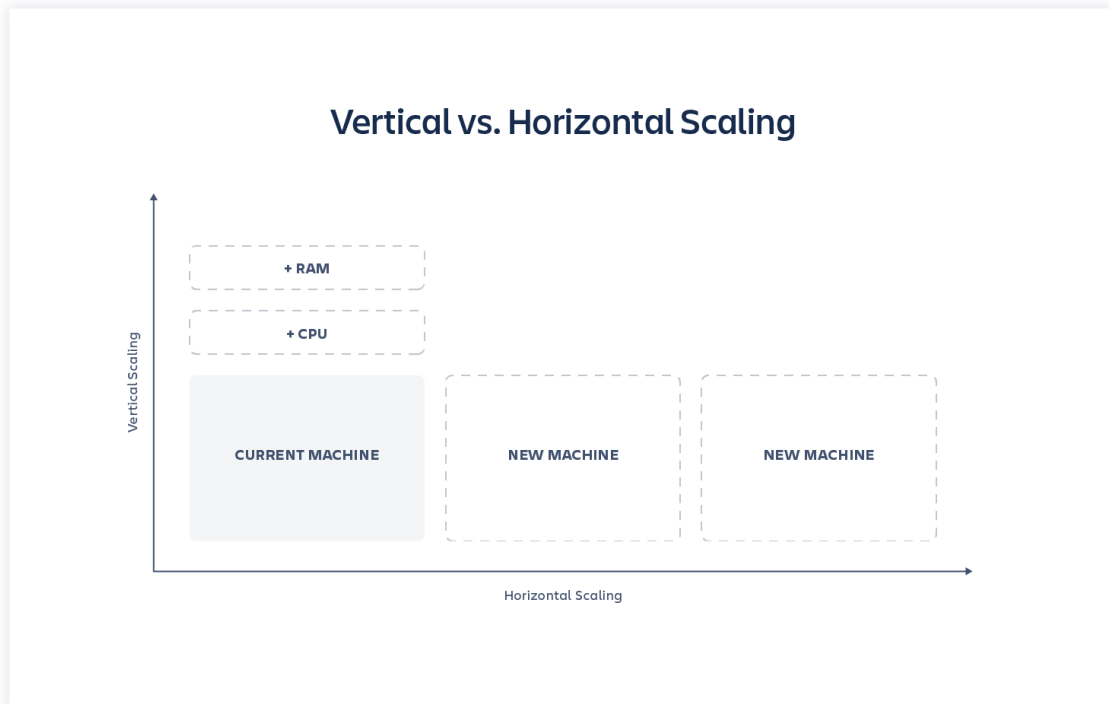 Vertical vs. Horizontal Scaling
+ RAM
+ CPU
Vertical Scaling
CURRENT MACHINE
NEW MACHINE
NEW MACHINE
Horizontal Scaling